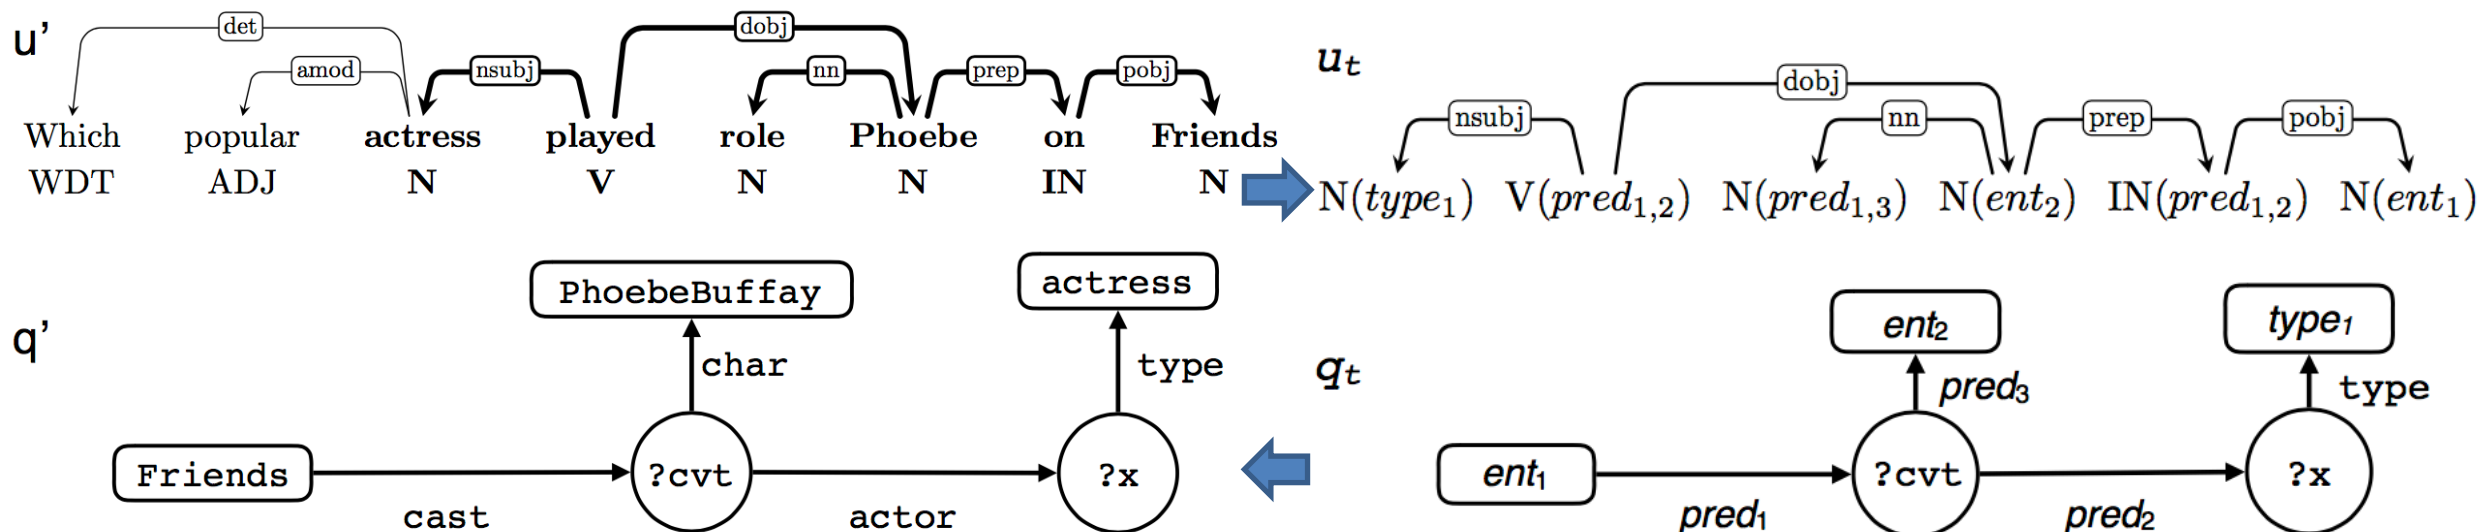 u’
det
dobj
amod
nsubj
nn
prep
pobj
Which popular actress played role Phoebe on Friends
WDT ADJ N V N N IN N
u_t
dobj
nsubj
nn
prep
pobj
N(type₁) V(pred₁,₂) N(pred₁,₃) N(ent₂) IN(pred₁,₂) N(ent₁)
q’
PhoebeBuffay
actress
char
type
Friends
?cvt
?x
cast
actor
q_t
ent₂
type₁
pred₃
type
ent₁
?cvt
?x
pred₁
pred₂